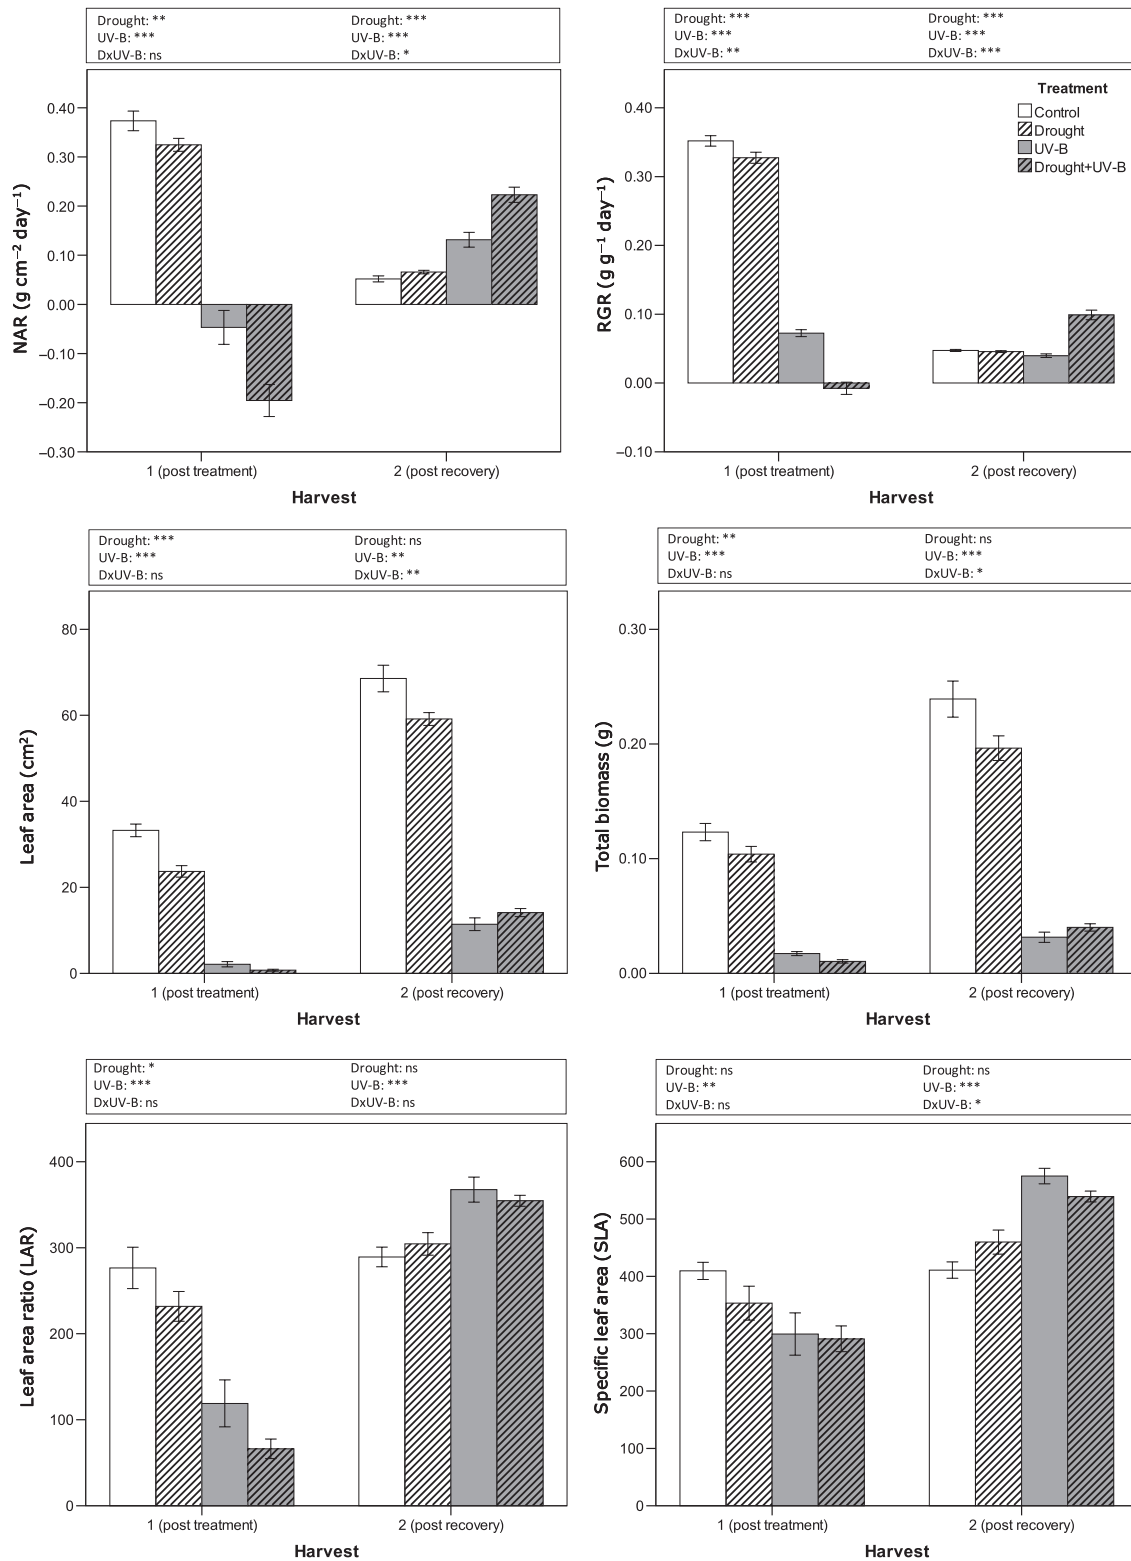 Drought: **
UV-B: ***
DxUV-B: ns
Drought: ***
UV-B: ***
DxUV-B: *
NAR (g cm–2 day–1)
0.40
0.30
0.20
0.10
0.00
–0.10
–0.20
–0.30
1 (post treatment)
2 (post recovery)
Harvest
Drought: ***
UV-B: ***
DxUV-B: **
Drought: ***
UV-B: ***
DxUV-B: ***
Treatment
Control
Drought
UV-B
Drought+UV-B
RGR (g g–1 day–1)
0.40
0.30
0.20
0.10
0.00
–0.10
1 (post treatment)
2 (post recovery)
Harvest
Drought: ***
UV-B: ***
DxUV-B: ns
Drought: ns
UV-B: **
DxUV-B: **
Leaf area (cm²)
80
60
40
20
0
1 (post treatment)
2 (post recovery)
Harvest
Drought: **
UV-B: ***
DxUV-B: ns
Drought: ns
UV-B: ***
DxUV-B: *
Total biomass (g)
0.30
0.20
0.10
0.00
1 (post treatment)
2 (post recovery)
Harvest
Drought: *
UV-B: ***
DxUV-B: ns
Drought: ns
UV-B: ***
DxUV-B: ns
Leaf area ratio (LAR)
400
300
200
100
0
1 (post treatment)
2 (post recovery)
Harvest
Drought: ns
UV-B: **
DxUV-B: ns
Drought: ns
UV-B: ***
DxUV-B: *
Specific leaf area (SLA)
600
500
400
300
200
100
0
1 (post treatment)
2 (post recovery)
Harvest